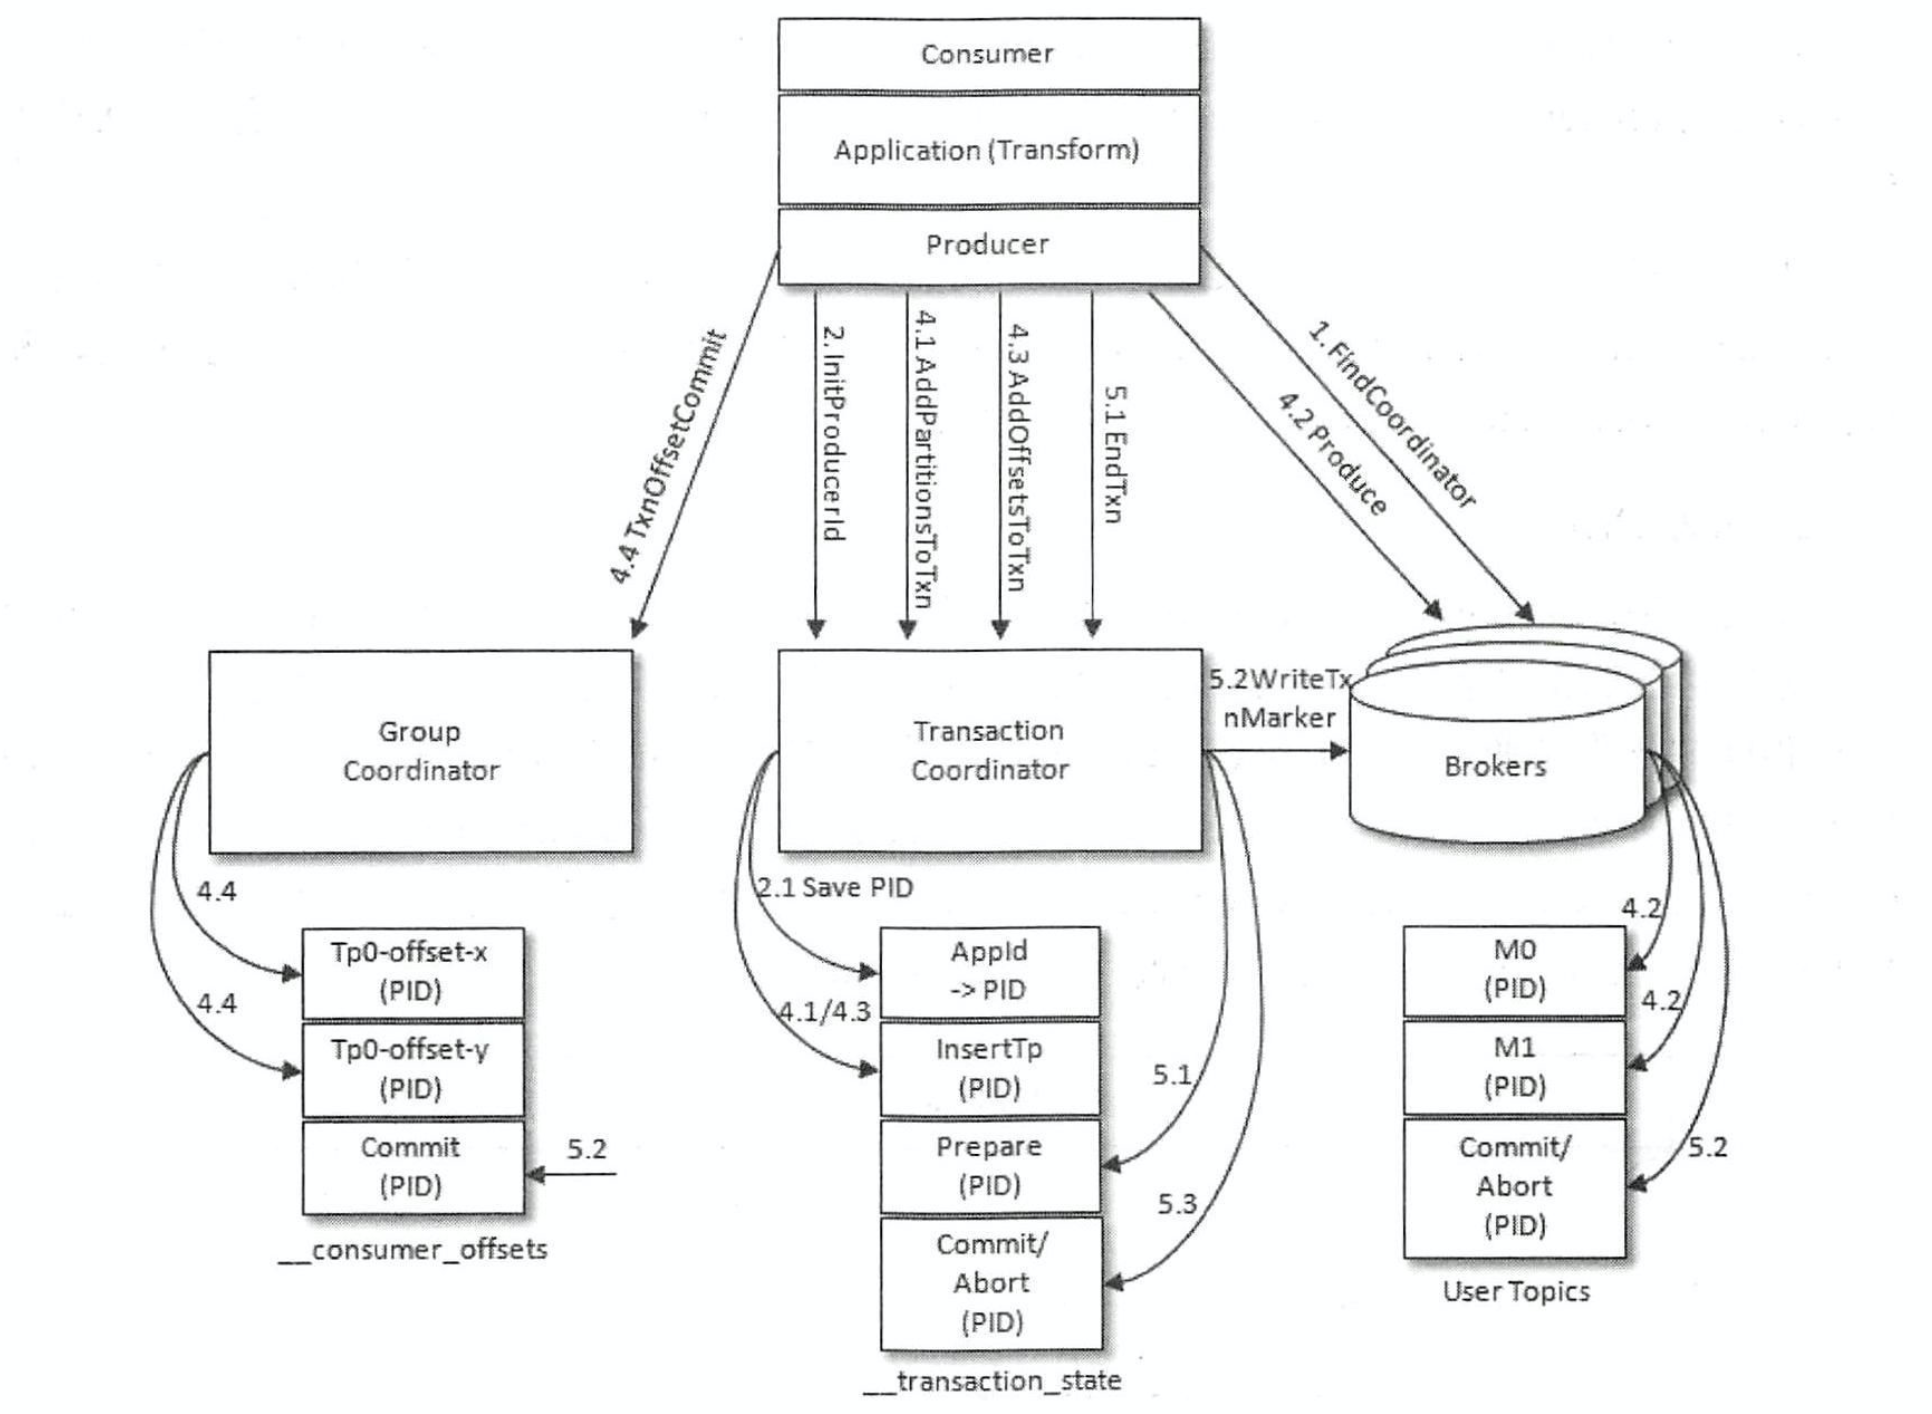 Consumer
Application (Transform)
Producer
4.4 TxnOffsetCommit
2. InitProducerId
4.1 AddPartitionsToTxn
4.3 AddOffsetsToTxn
5.1 EndTxn
4.2 Produce
1. FindCoordinator
Group
Coordinator
Transaction
Coordinator
5.2WriteTx
nMarker
Brokers
4.4
4.4
Tp0-offset-x
(PID)
Tp0-offset-y
(PID)
Commit
(PID)
5.2
__consumer_offsets
2.1 Save PID
4.1/4.3
AppId
-> PID
InsertTp
(PID)
Prepare
(PID)
Commit/
Abort
(PID)
5.1
5.3
__transaction_state
4.2
4.2
5.2
M0
(PID)
M1
(PID)
Commit/
Abort
(PID)
User Topics